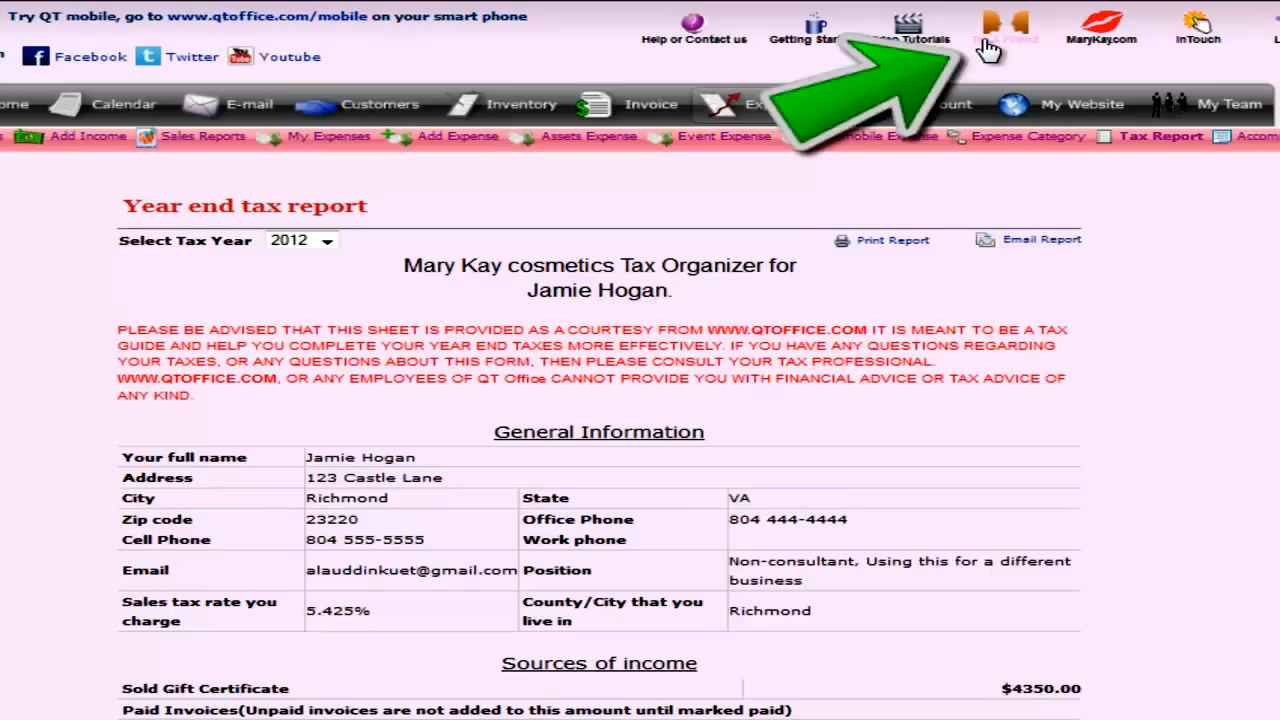 Try QT mobile, go to www.qtoffice.com/mobile on your smart phone
Help or Contact us Getting Star Tutorials MaryKay.com InTouch
Facebook Twitter You Tube Youtube
ome Calendar E-mail Customers Inventory Invoice Ex ount My Website My Team
s Add Income Sales Reports My Expenses Add Expense Assets Expense Event Expense Expense Category Tax Report Accom
Year end tax report
Select Tax Year 2012 Print Report Email Report
Mary Kay cosmetics Tax Organizer for
Jamie Hogan.
PLEASE BE ADVISED THAT THIS SHEET IS PROVIDED AS A COURTESY FROM WWW.QTOFFICE.COM IT IS MEANT TO BE A TAX
GUIDE AND HELP YOU COMPLETE YOUR YEAR END TAXES MORE EFFECTIVELY. IF YOU HAVE ANY QUESTIONS REGARDING
YOUR TAXES, OR ANY QUESTIONS ABOUT THIS FORM, THEN PLEASE CONSULT YOUR TAX PROFESSIONAL.
WWW.QTOFFICE.COM, OR ANY EMPLOYEES OF QT Office CANNOT PROVIDE YOU WITH FINANCIAL ADVICE OR TAX ADVICE OF
ANY KIND.
General Information
Your full name Jamie Hogan
Address 123 Castle Lane
City Richmond State VA
Zip code 23220 Office Phone 804 444-4444
Cell Phone 804 555-5555 Work phone
Email alauddinkuet@gmail.com Position Non-consultant, Using this for a different
business
Sales tax rate you
charge 5.425% County/City that you
live in Richmond
Sources of income
Sold Gift Certificate $4350.00
Paid Invoices(Unpaid invoices are not added to this amount until marked paid)